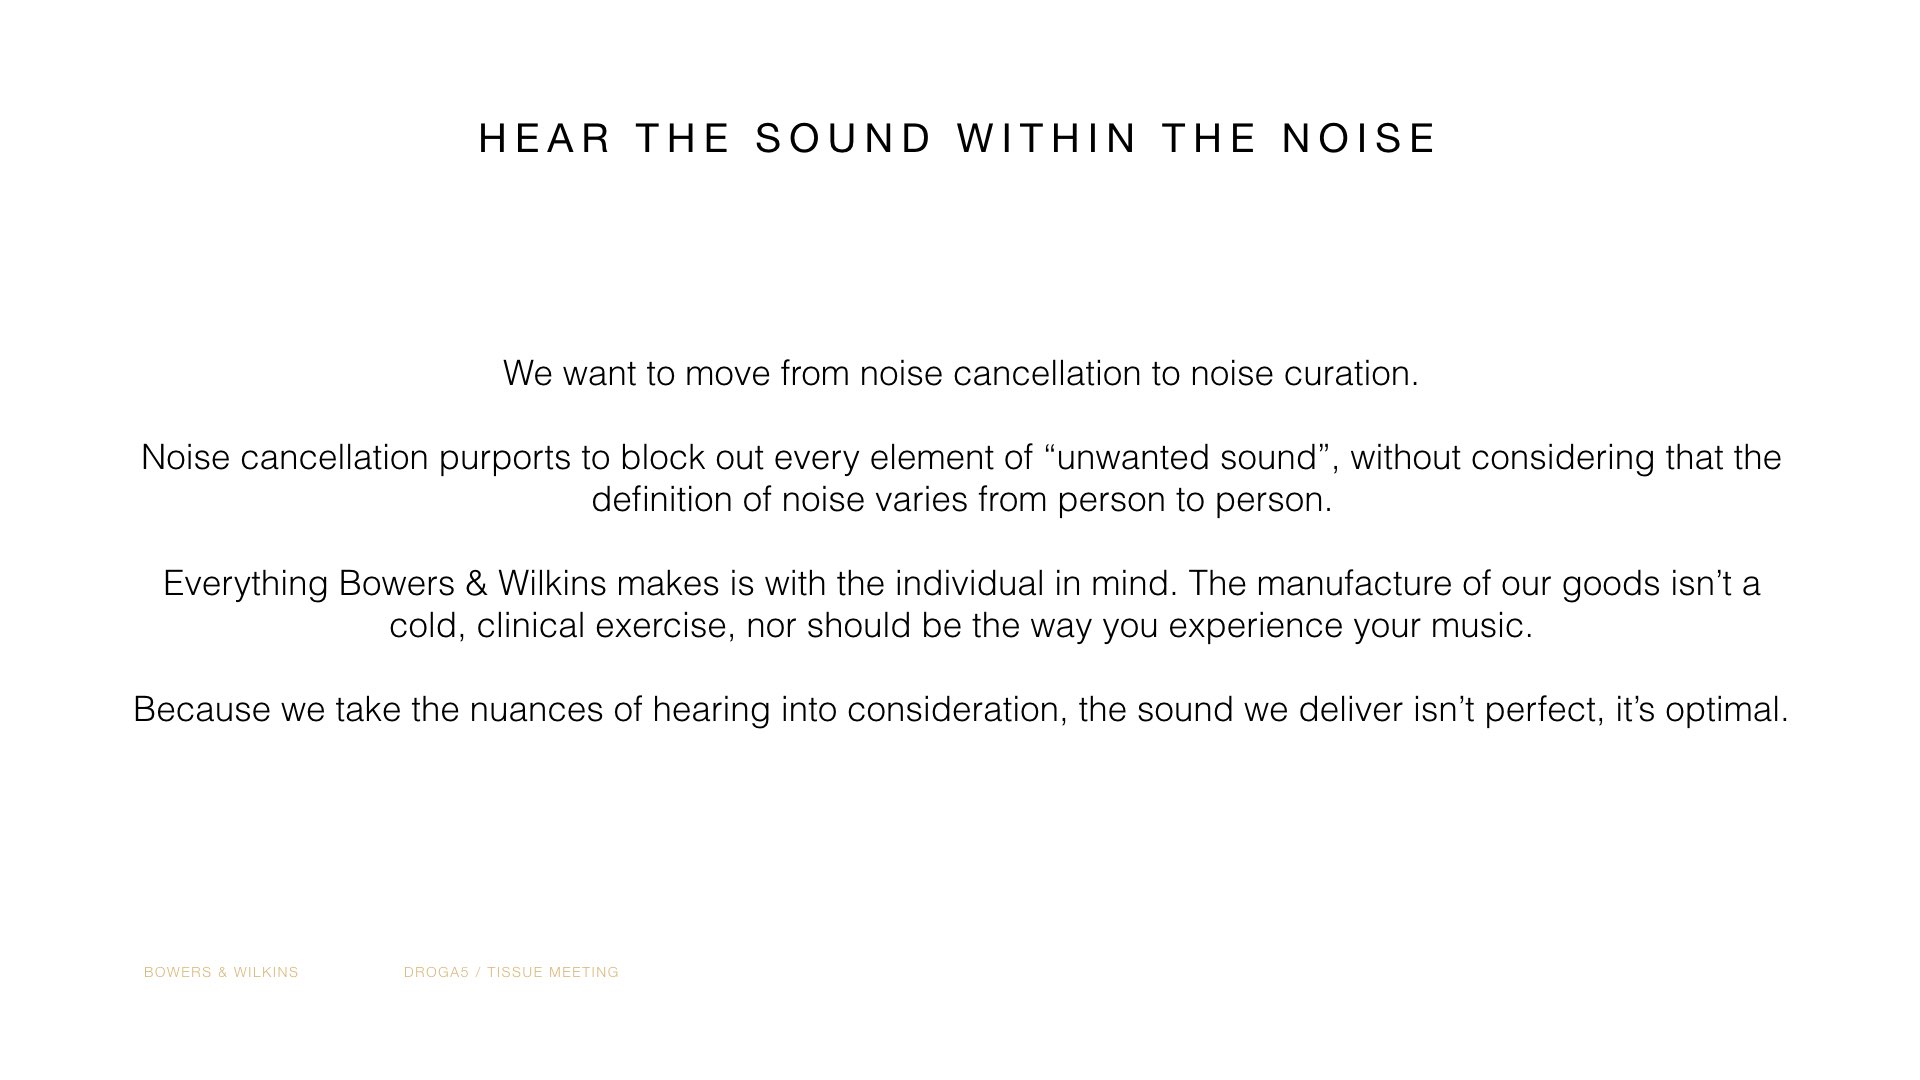 HEAR THE SOUND WITHIN THE NOISE
We want to move from noise cancellation to noise curation.
Noise cancellation purports to block out every element of “unwanted sound”, without considering that the
definition of noise varies from person to person.
Everything Bowers & Wilkins makes is with the individual in mind. The manufacture of our goods isn’t a
cold, clinical exercise, nor should be the way you experience your music.
Because we take the nuances of hearing into consideration, the sound we deliver isn’t perfect, it’s optimal.
BOWERS & WILKINS
DROGA5 / TISSUE MEETING